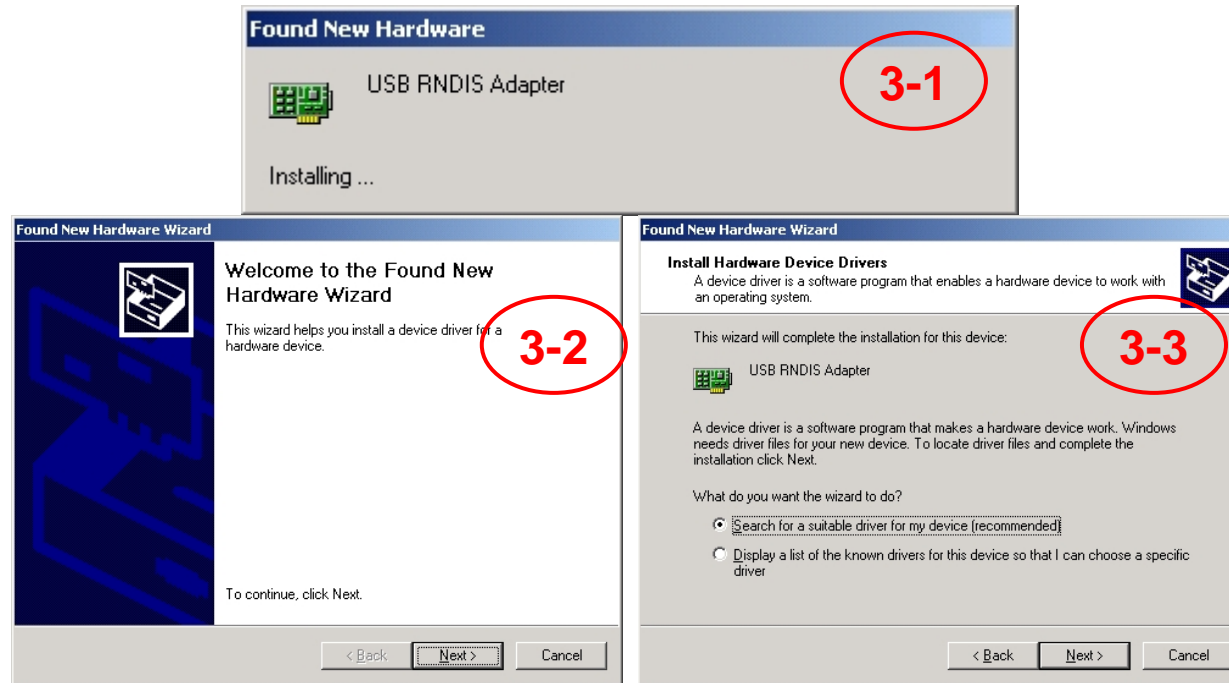 Found New Hardware
USB RNDIS Adapter
3-1
Installing ...
Found New Hardware Wizard
Welcome to the Found New
Hardware Wizard
This wizard helps you install a device driver for a
hardware device.
3-2
To continue, click Next.
< Back
Next >
Cancel
Found New Hardware Wizard
Install Hardware Device Drivers
A device driver is a software program that enables a hardware device to work with
an operating system.
This wizard will complete the installation for this device:
3-3
USB RNDIS Adapter
A device driver is a software program that makes a hardware device work. Windows
needs driver files for your new device. To locate driver files and complete the
installation click Next.
What do you want the wizard to do?
Search for a suitable driver for my device (recommended)
Display a list of the known drivers for this device so that I can choose a specific
driver
< Back
Next >
Cancel